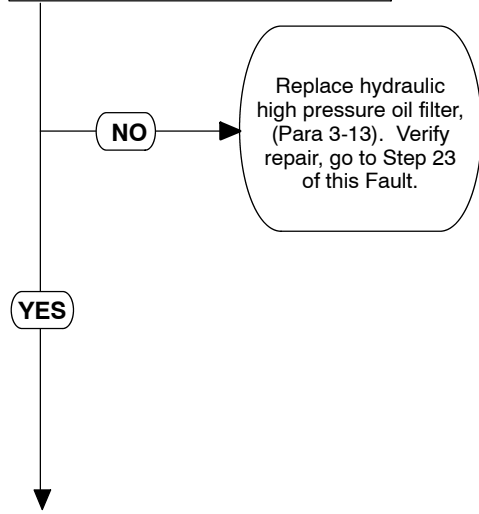 NO
Replace hydraulic
high pressure oil filter,
(Para 3-13). Verify
repair, go to Step 23
of this Fault.
YES